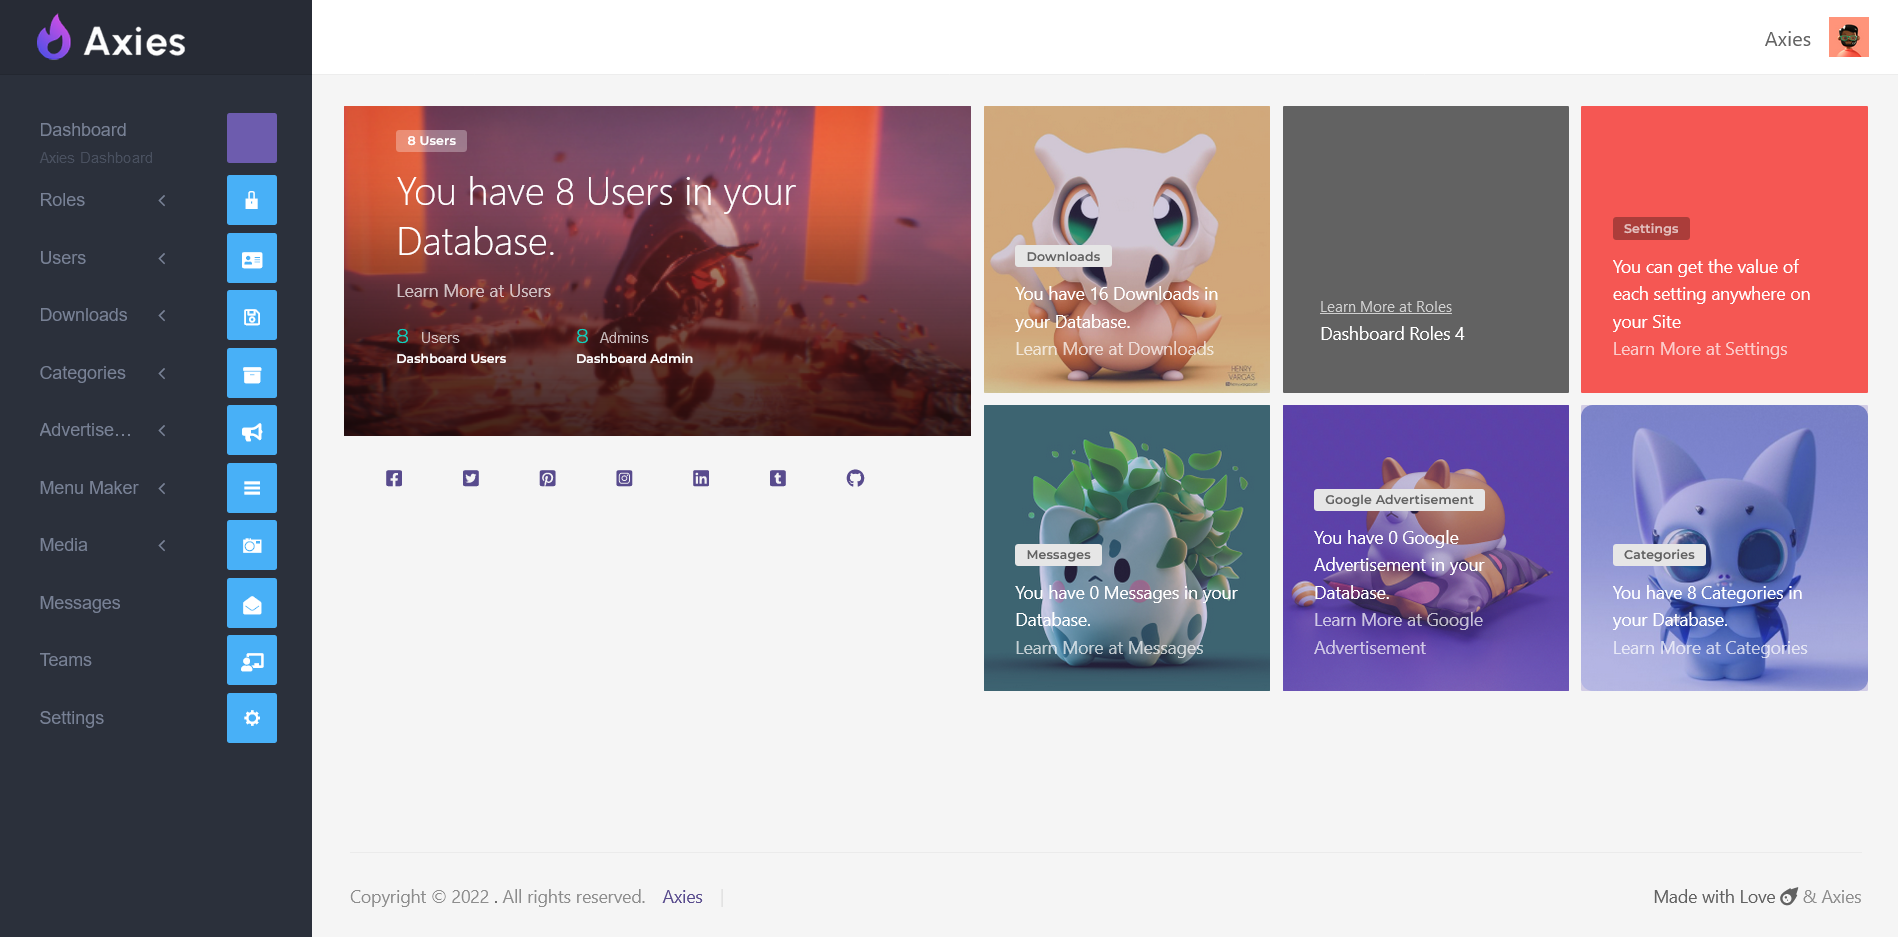 Axies
Axies
Dashboard
Axies Dashboard
Roles
Users
Downloads
Categories
Advertise...
Menu Maker
Media
Messages
Teams
Settings
8 Users
You have 8 Users in your
Database.
Learn More at Users
8 Users
Dashboard Users
8 Admins
Dashboard Admin
Downloads
You have 16 Downloads in
your Database.
Learn More at Downloads
HENRY
VARGAS
Learn More at Roles
Dashboard Roles 4
Settings
You can get the value of
each setting anywhere on
your Site
Learn More at Settings
Messages
You have 0 Messages in your
Database.
Learn More at Messages
Google Advertisement
You have 0 Google
Advertisement in your
Database.
Learn More at Google
Advertisement
Categories
You have 8 Categories in
your Database.
Learn More at Categories
Copyright © 2022 . All rights reserved. Axies |
Made with Love & Axies